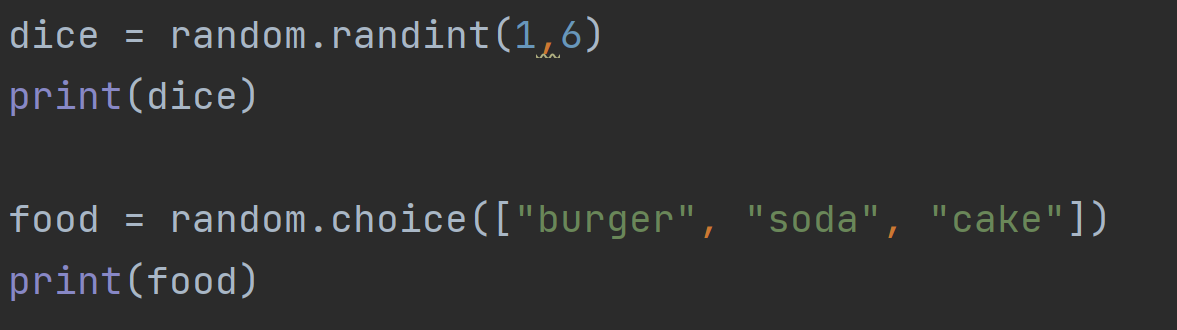 dice = random.randint(1,6)
print(dice)
food = random.choice(["burger", "soda", "cake"])
print(food)